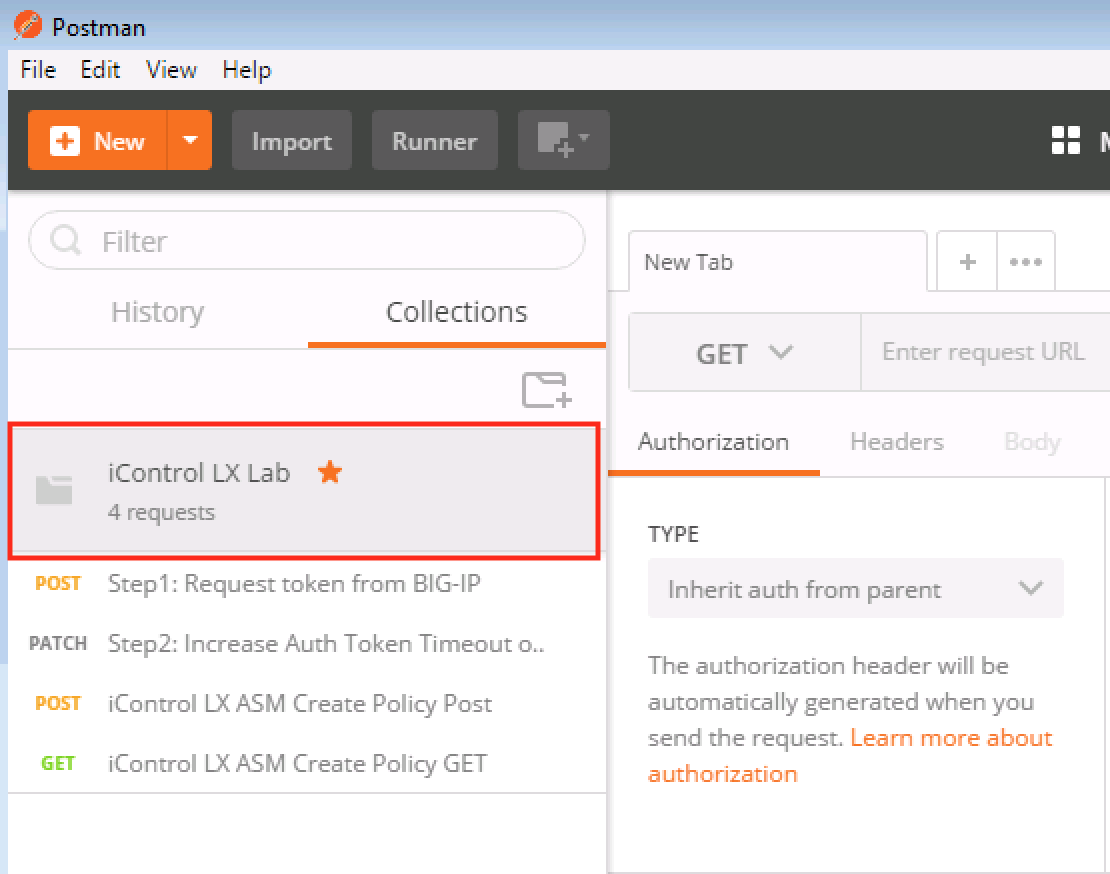 Postman
File Edit View Help
New Import Runner
Filter
History Collections
iControl LX Lab
4 requests
POST Step1: Request token from BIG-IP
PATCH Step2: Increase Auth Token Timeout o..
POST iControl LX ASM Create Policy Post
GET iControl LX ASM Create Policy GET
New Tab
GET Enter request URL
Authorization Headers Body
TYPE
Inherit auth from parent
The authorization header will be
automatically generated when you
send the request. Learn more about
authorization